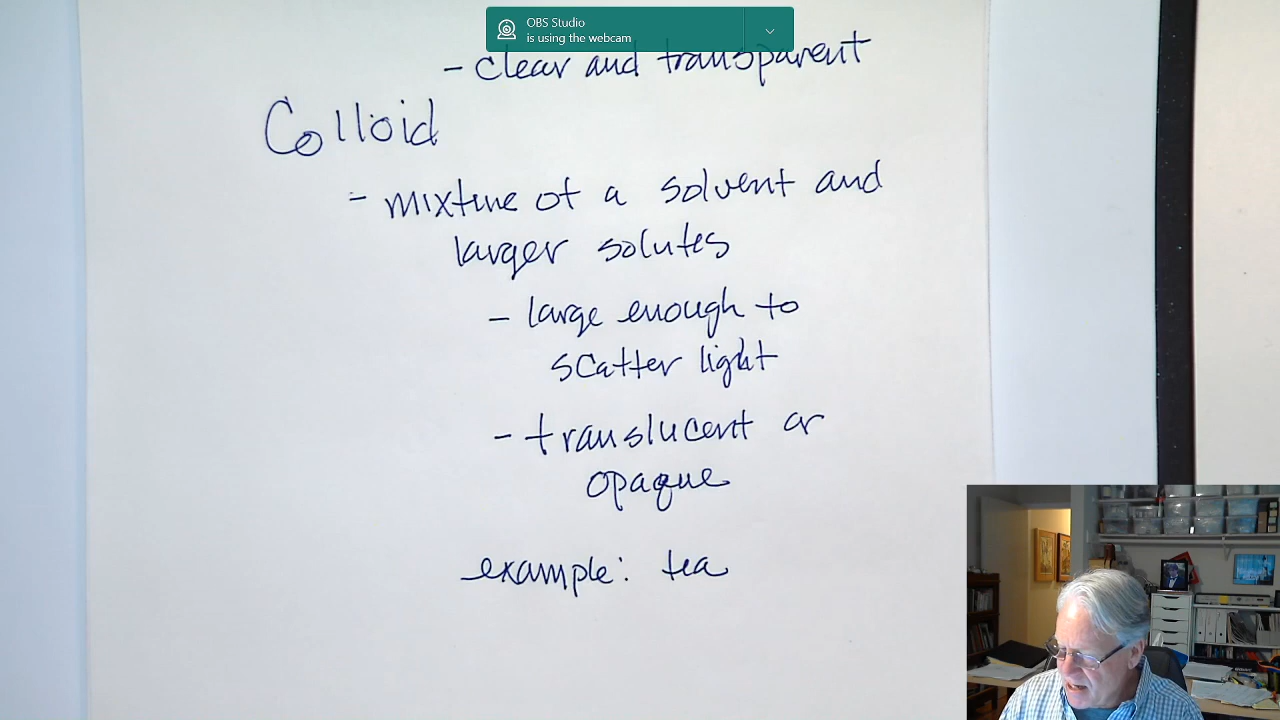 OBS Studio
is using the webcam
- clear and transparent
Colloid
- mixture of a solvent and
larger solutes
- large enough to
scatter light
- translucent or
opaque
example: tea